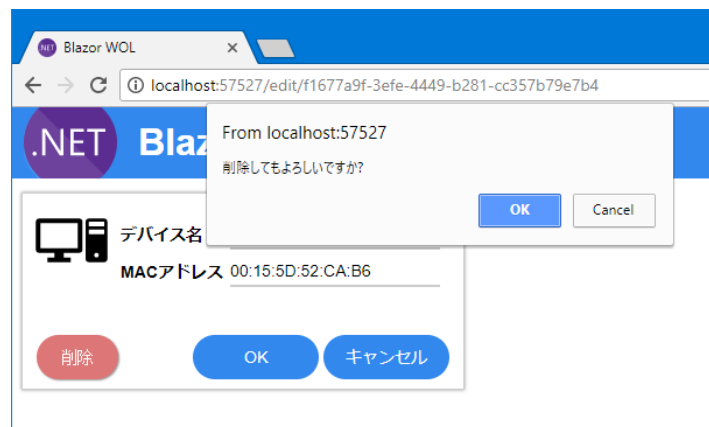 Blazor WOL
localhost:57527/edit/f1677a9f-3efe-4449-b281-cc357b79e7b4
.NET
From localhost:57527
削除してもよろしいですか?
OK Cancel
デバイス名
MACアドレス 00:15:5D:52:CA:B6
削除 OK キャンセル